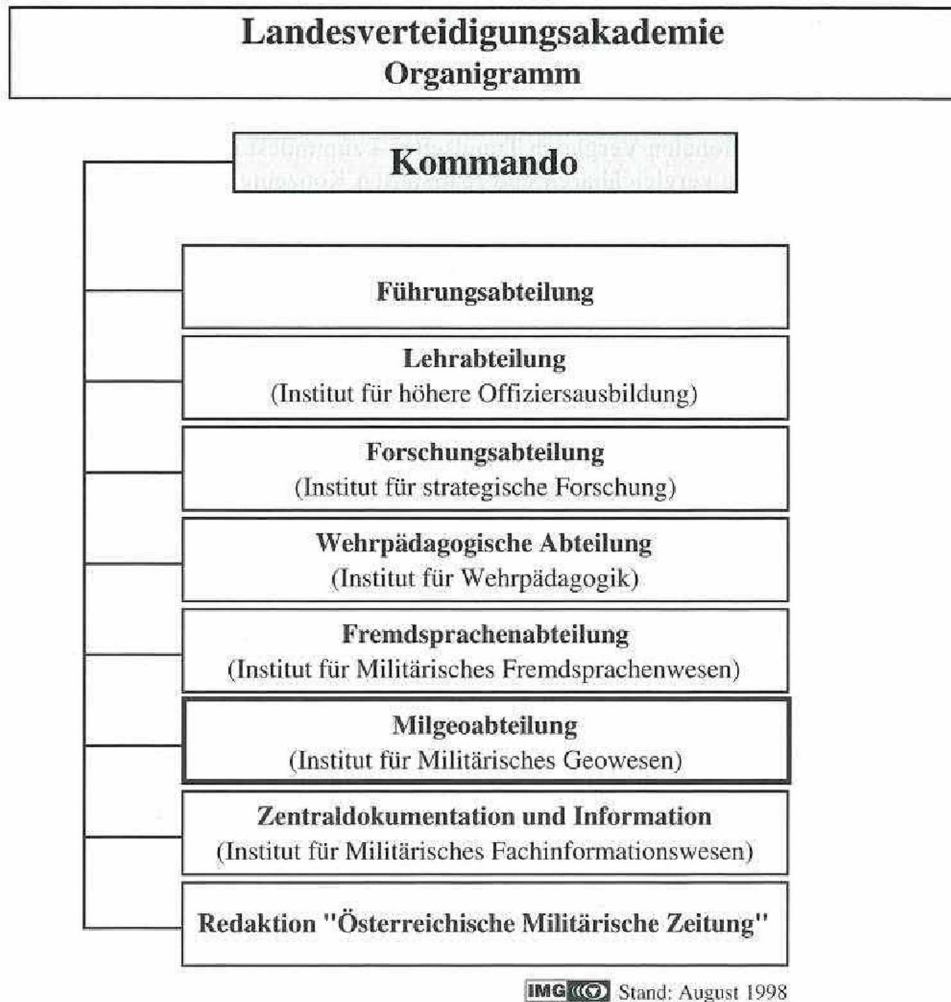 Landesverteidigungsakademie
Organigramm
Kommando
Führungsabteilung
Lehrabteilung
(Institut für höhere Offiziersausbildung)
Forschungsabteilung
(Institut für strategische Forschung)
Wehrpädagogische Abteilung
(Institut für Wehrpädagogik)
Fremdsprachenabteilung
(Institut für Militärisches Fremdsprachenwesen)
Milgeoabteilung
(Institut für Militärisches Geowesen)
Zentraldokumentation und Information
(Institut für Militärisches Fachinformationswesen)
Redaktion "Österreichische Militärische Zeitung"
IMG Stand: August 1998